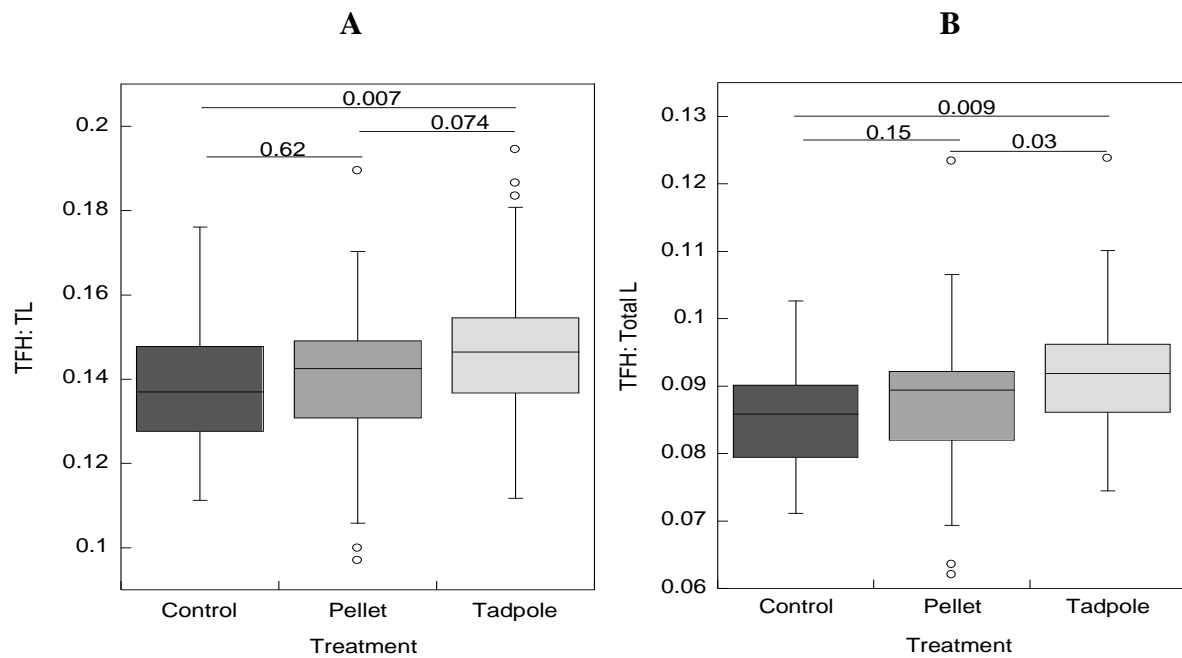 A
0.007
0.074
0.62
0.2
0.18
0.16
0.14
0.12
0.1
TFH: TL
Control Pellet Tadpole
Treatment
B
0.009
0.15
0.03
0.13
0.12
0.11
0.1
0.09
0.08
0.07
0.06
TFH: Total L
Control Pellet Tadpole
Treatment